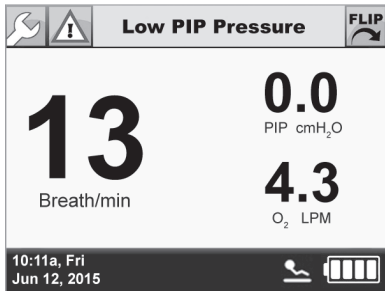 Low PIP Pressure
FLIP
13
Breath/min
0.0
PIP cmH₂O
4.3
O₂ LPM
10:11a, Fri
Jun 12, 2015